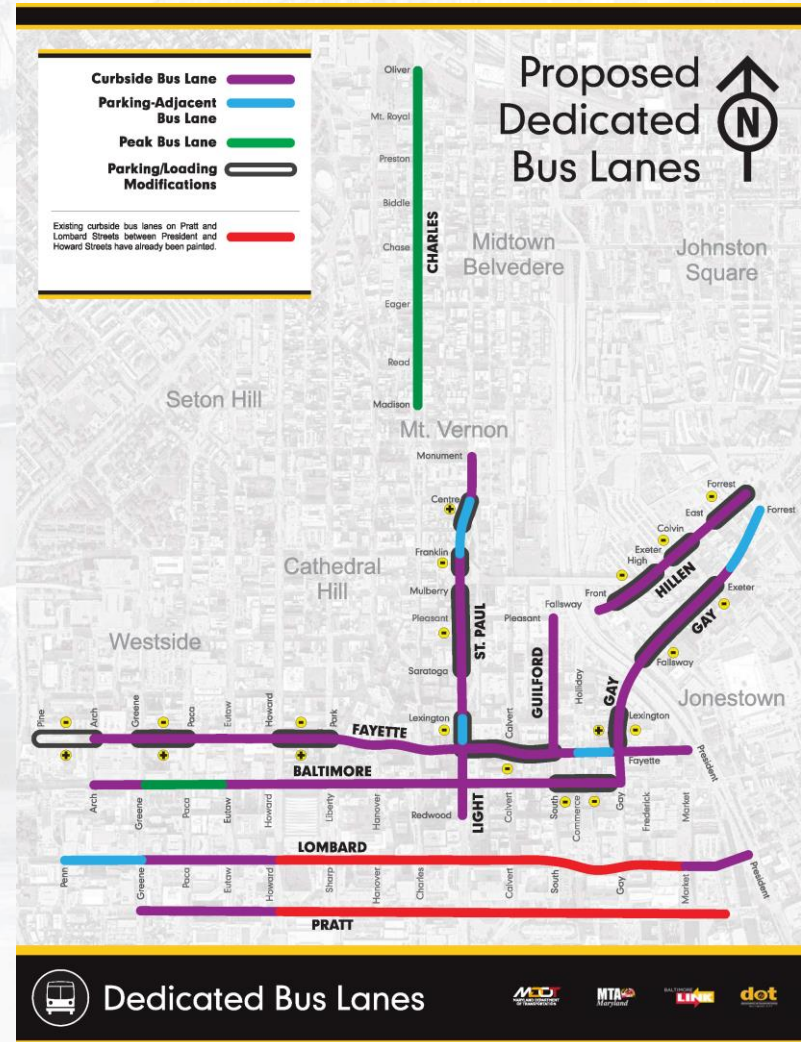 Proposed
Dedicated
Bus Lanes
N
Curbside Bus Lane
Parking-Adjacent
Bus Lane
Peak Bus Lane
Parking/Loading
Modifications
Existing curbside bus lanes on Pratt and
Lombard Streets between President and
Howard Streets have already been painted.
Oliver
Mt. Royal
Preston
Biddle
Chase
Eager
Read
Madison
CHARLES
Midtown
Belvedere
Johnston
Square
Seton Hill
Mt. Vernon
Monument
Centre
+
Franklin
-
Mulberry
Pleasant
-
Saratoga
Lexington
-
ST. PAUL
Cathedral
Hill
Westside
Forrest
-
East
Colvin
-
Exeter
High
-
Front
HILLEN
Forrest
Exeter
-
GAY
Fallsway
-
Fallsway
Pleasant
GUILFORD
Holliday
Calvert
-
GAY
+
Lexington
-
Jonestown
Pine
Arch
Greene
Paca
Eutaw
Howard
Park
- - -
+ + +
FAYETTE
Fayette
President
BALTIMORE
Arch
Greene
Paca
Eutaw
Howard
Liberty
Hanover
Redwood
LIGHT
Calvert
South
Commerce
- -
Gay
Frederick
Market
LOMBARD
Penn
Greene
Paca
Eutaw
Howard
Sharp
Hanover
Charles
Calvert
South
Gay
Market
President
PRATT
Dedicated Bus Lanes
MDOT
MARYLAND DEPARTMENT
OF TRANSPORTATION
MTA
Maryland
BALTIMORE
LINK
dot